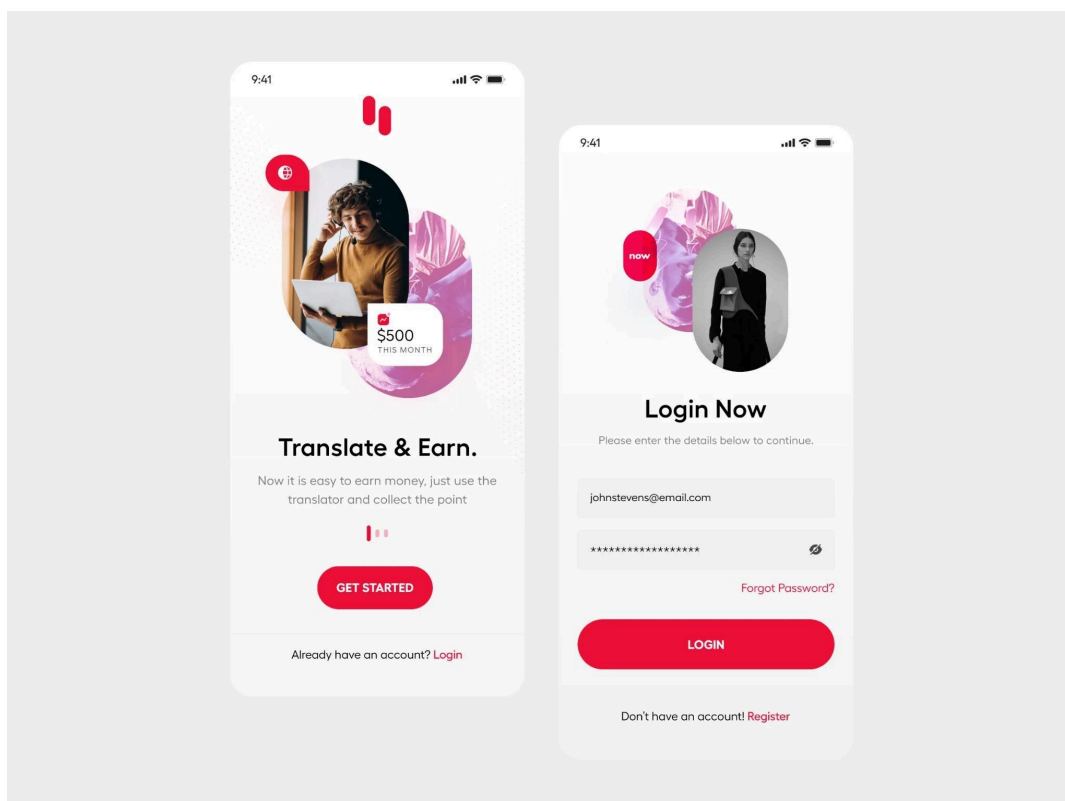 9:41
$500
THIS MONTH
Translate & Earn.
Now it is easy to earn money, just use the
translator and collect the point
GET STARTED
Already have an account? Login
9:41
now
Login Now
Please enter the details below to continue.
johnstevens@email.com
******************
Forgot Password?
LOGIN
Don't have an account! Register